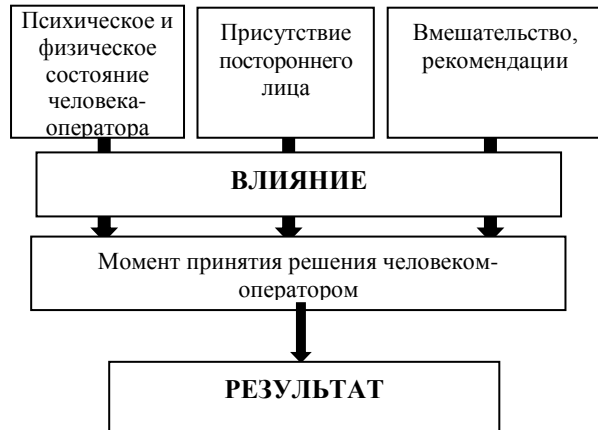 Психическое и
физическое
состояние
человека-
оператора
Присутствие
постороннего
лица
Вмешательство,
рекомендации
ВЛИЯНИЕ
Момент принятия решения человеком-
оператором
РЕЗУЛЬТАТ